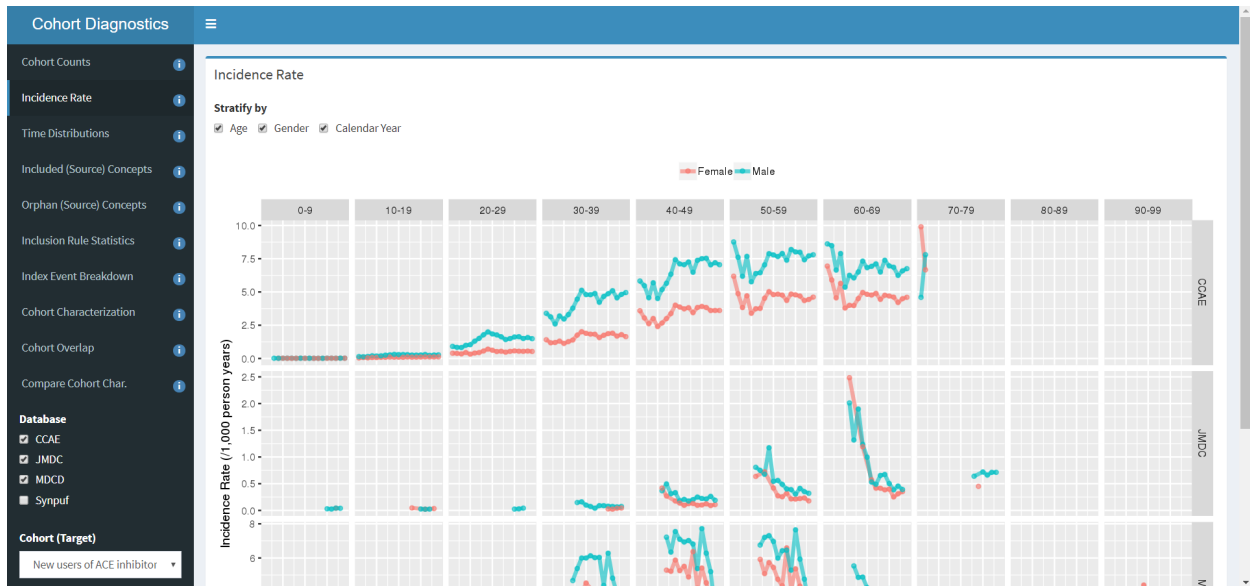 Cohort Diagnostics
Cohort Counts
Incidence Rate
Time Distributions
Included (Source) Concepts
Orphan (Source) Concepts
Inclusion Rule Statistics
Index Event Breakdown
Cohort Characterization
Cohort Overlap
Compare Cohort Char.
Database
CCAE
JMDC
MDCD
Synpuf
Cohort (Target)
New users of ACE inhibitor
Incidence Rate
Stratify by
Age Gender Calendar Year
Female Male
0-9 10-19 20-29 30-39 40-49 50-59 60-69 70-79 80-89 90-99
Incidence Rate (/1,000 person years)
10.0
7.5
5.0
2.5
0.0
CCAE
2.5
2.0
1.5
1.0
0.5
0.0
JMDC
8
6